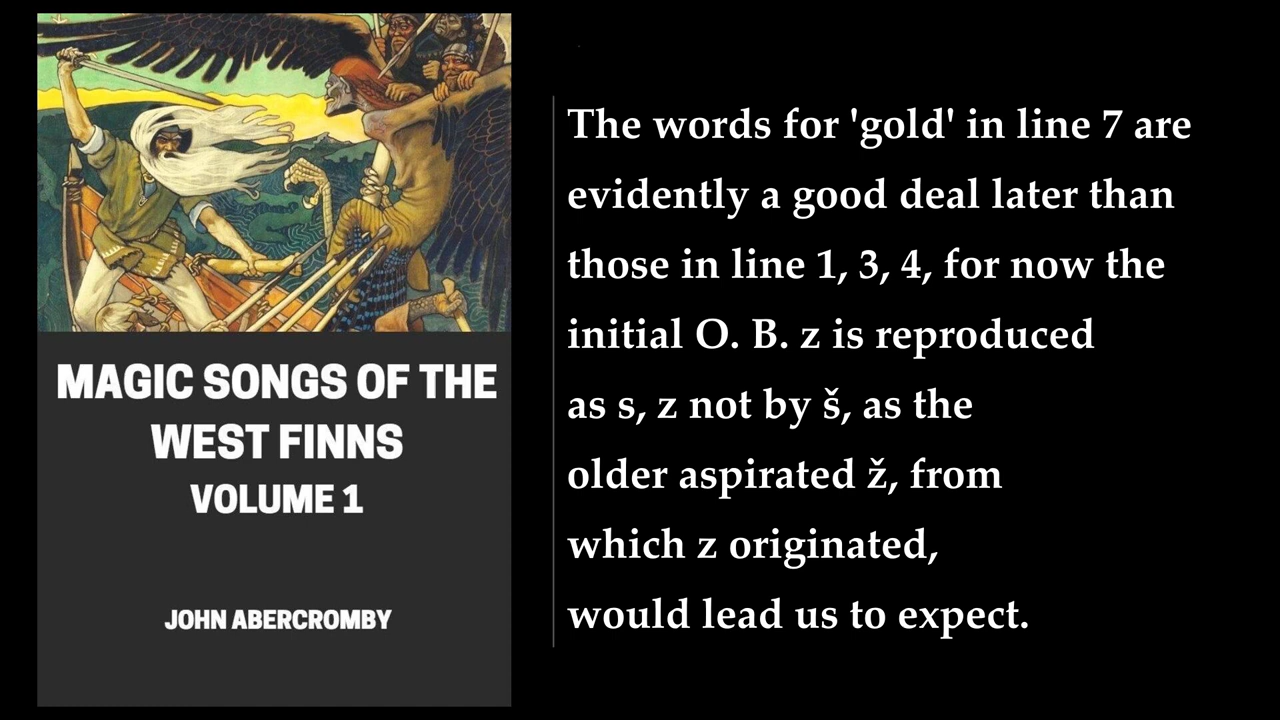 MAGIC SONGS OF THE
WEST FINNS
VOLUME 1
JOHN ABERCROMBY
The words for 'gold' in line 7 are
evidently a good deal later than
those in line 1, 3, 4, for now the
initial O. B. z is reproduced
as s, z not by š, as the
older aspirated ž, from
which z originated,
would lead us to expect.